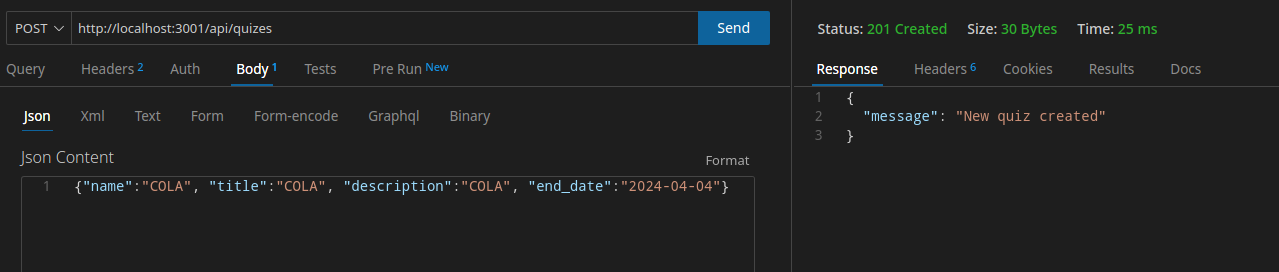 POST http://localhost:3001/api/quizes Send
Query Headers 2 Auth Body 1 Tests Pre Run New
Json Xml Text Form Form-encode Graphql Binary
Json Content
Format
1 {"name":"COLA", "title":"COLA", "description":"COLA", "end_date":"2024-04-04"}
Status: 201 Created Size: 30 Bytes Time: 25 ms
Response Headers 6 Cookies Results Docs
1 {
2 "message": "New quiz created"
3 }